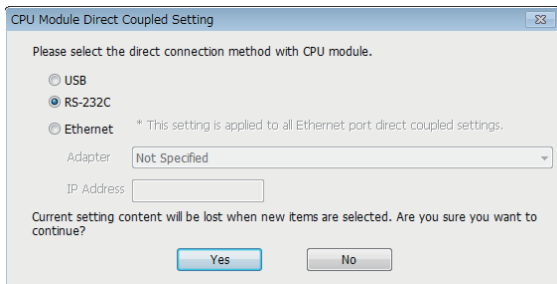 CPU Module Direct Coupled Setting
Please select the direct connection method with CPU module.
USB
RS-232C
Ethernet * This setting is applied to all Ethernet port direct coupled settings.
Adapter Not Specified
IP Address
Current setting content will be lost when new items are selected. Are you sure you want to
continue?
Yes No